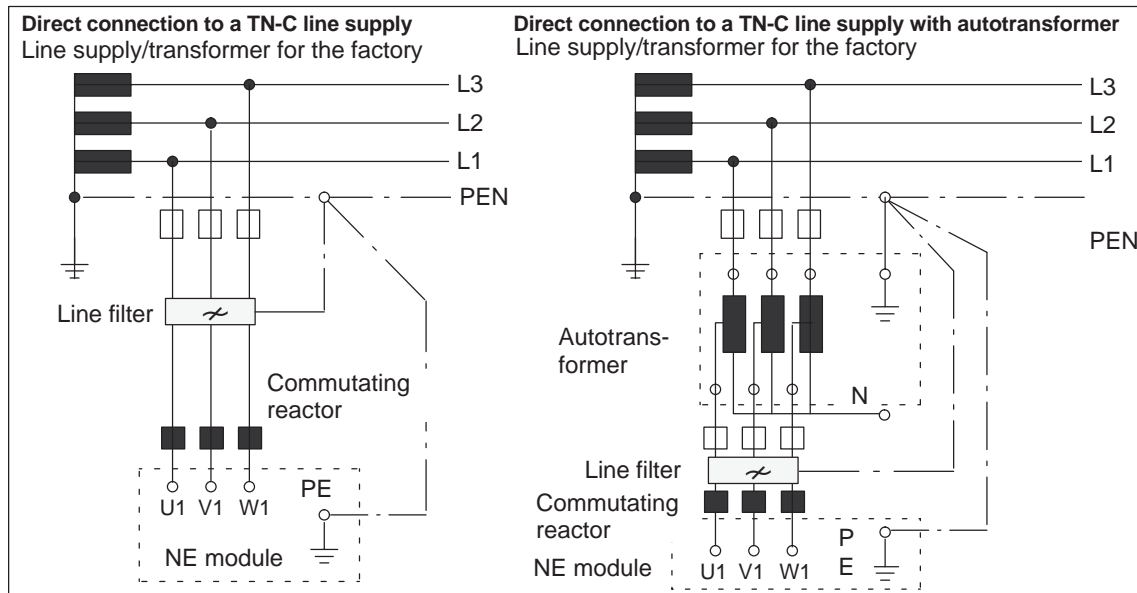 Direct connection to a TN-C line supply
Line supply/transformer for the factory
L3
L2
L1
PEN
Line filter
Commutating
reactor
PE
U1 V1 W1
NE module
Direct connection to a TN-C line supply with autotransformer
Line supply/transformer for the factory
L3
L2
L1
PEN
Autotrans-
former
N
Line filter
Commutating
reactor
P
E
NE module
U1 V1 W1